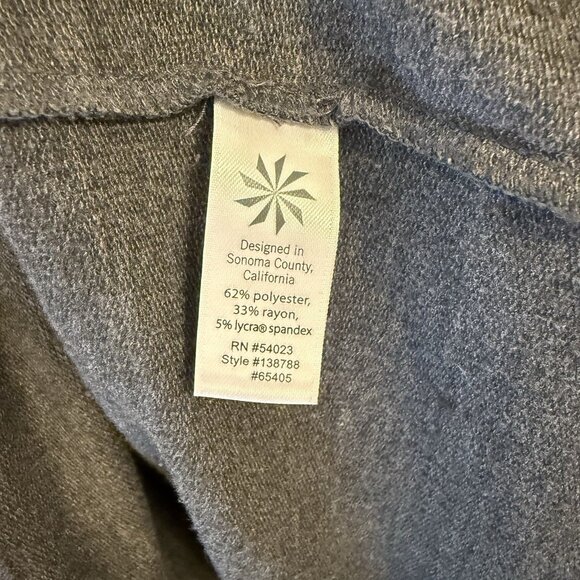 Designed in
Sonoma County,
California
62% polyester,
33% rayon,
5% lycra® spandex
RN #54023
Style #138788
#65405